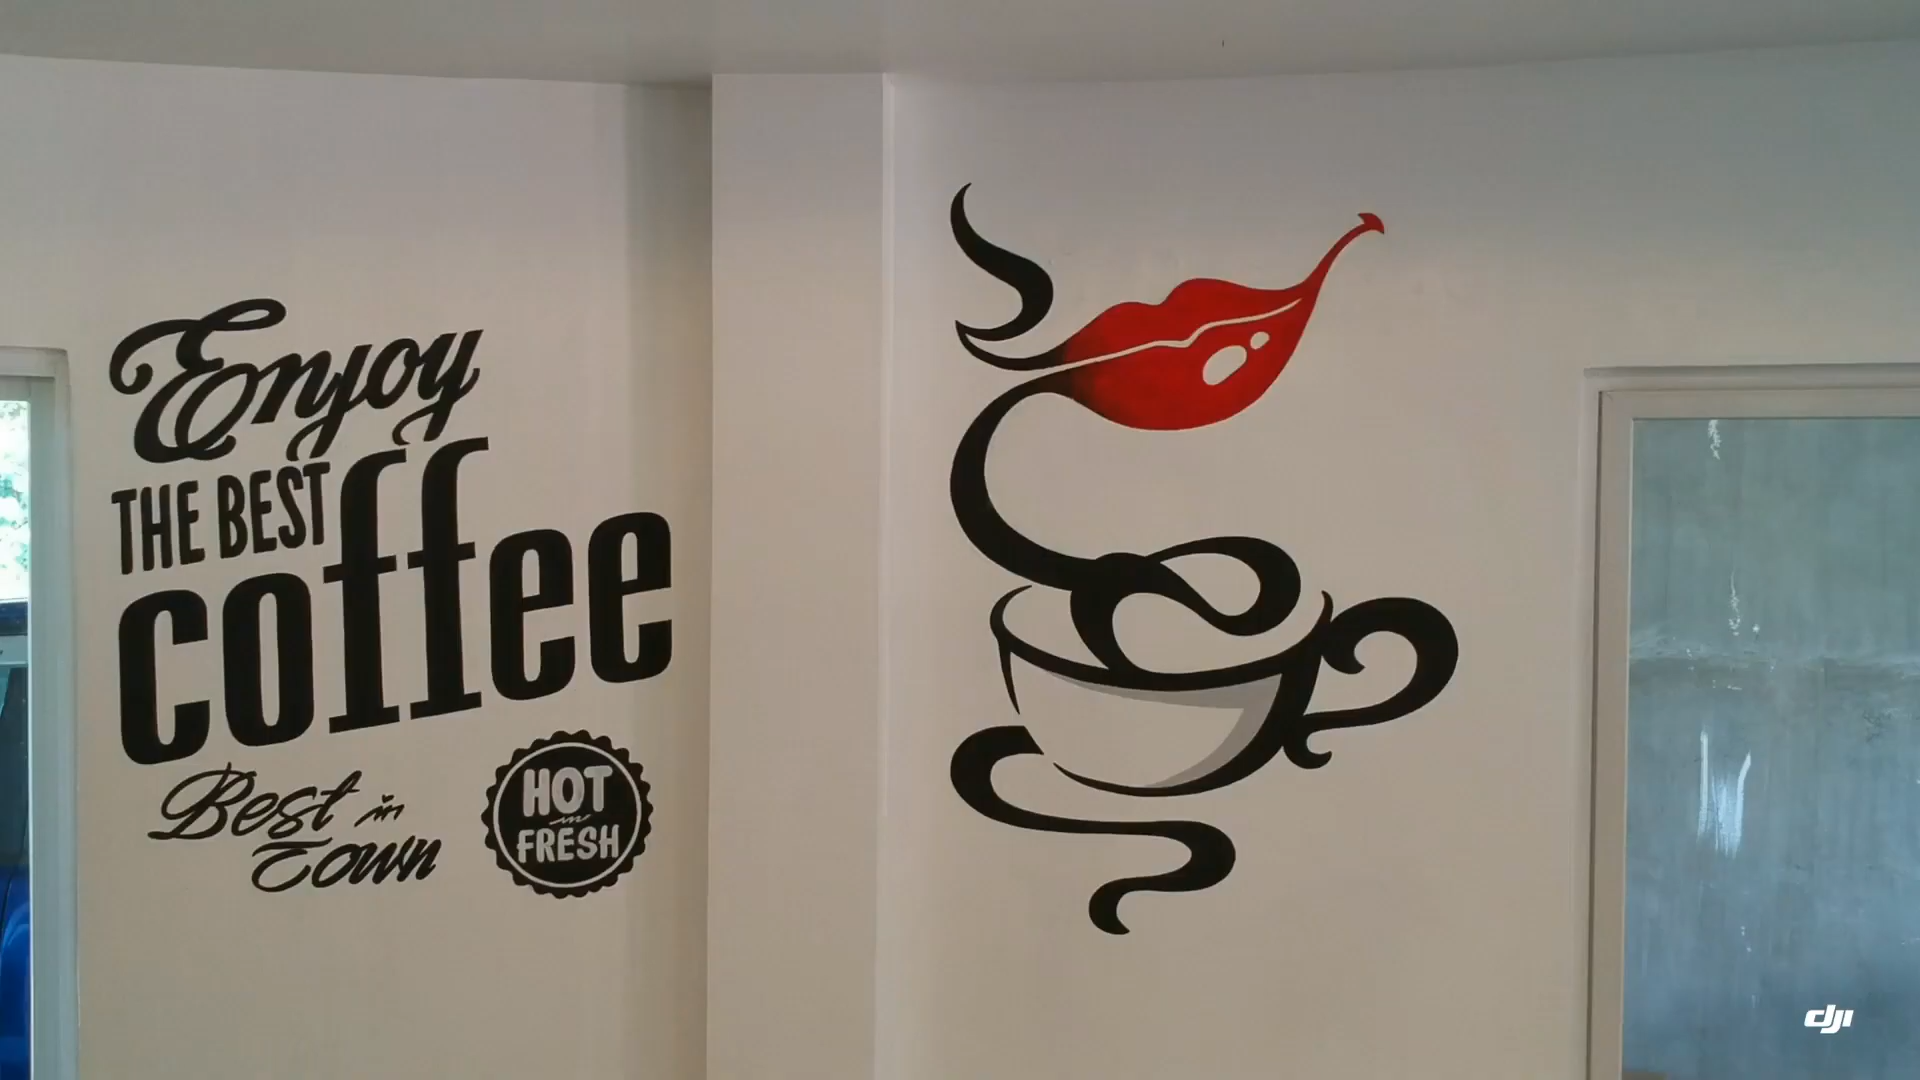 Enjoy
THE BEST
coffee
Best in
Town
HOT
in
FRESH
dji